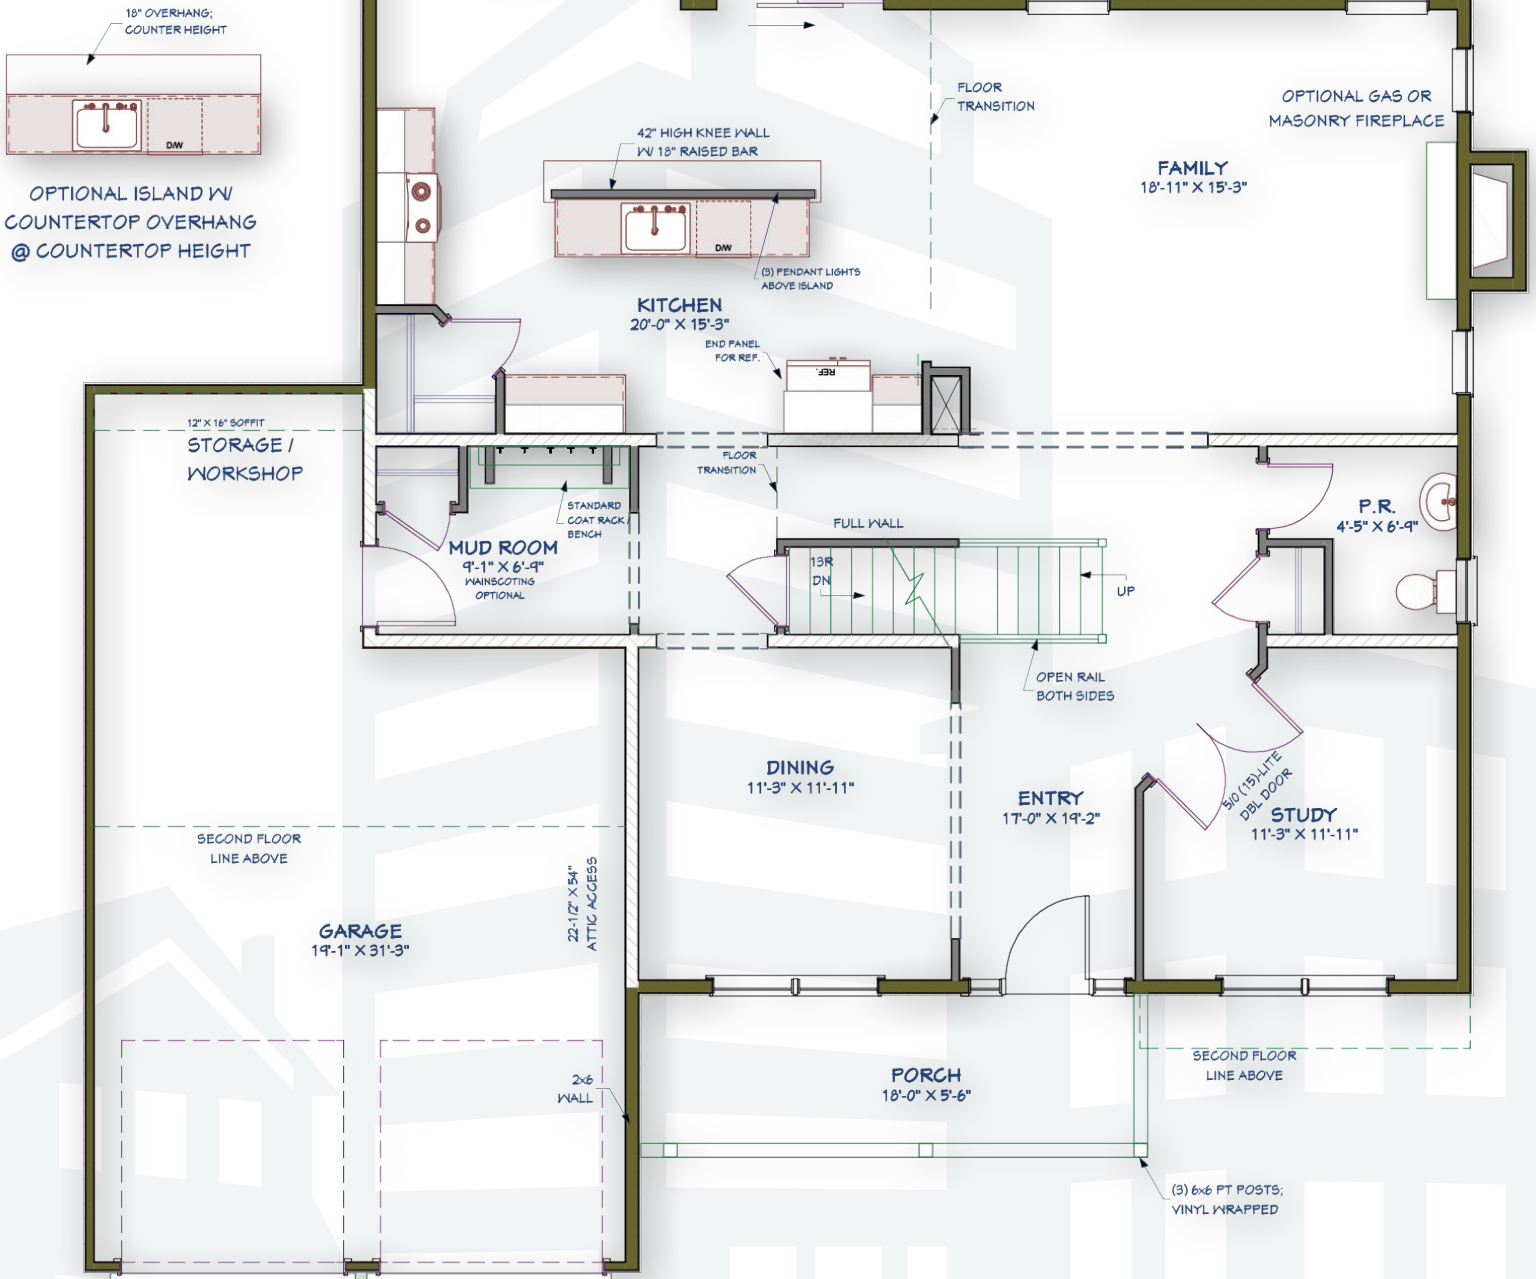 18" OVERHANG;
COUNTER HEIGHT
D/W
OPTIONAL ISLAND W/
COUNTERTOP OVERHANG
@ COUNTERTOP HEIGHT
FLOOR
TRANSITION
OPTIONAL GAS OR
MASONRY FIREPLACE
42" HIGH KNEE WALL
W/ 18" RAISED BAR
FAMILY
18'-11" X 15'-3"
D/W
(3) PENDANT LIGHTS
ABOVE ISLAND
KITCHEN
20'-0" X 15'-3"
END PANEL
FOR REF.
REF.
12" X 16" SOFFIT
STORAGE /
WORKSHOP
FLOOR
TRANSITION
STANDARD
COAT RACK /
BENCH
MUD ROOM
9'-1" X 6'-9"
WAINSCOTING
OPTIONAL
FULL WALL
13R
DN
UP
P.R.
4'-5" X 6'-9"
OPEN RAIL
BOTH SIDES
DINING
11'-3" X 11'-11"
ENTRY
17'-0" X 19'-2"
5/0 (15)-LITE
DBL DOOR
STUDY
11'-3" X 11'-11"
SECOND FLOOR
LINE ABOVE
22-1/2" X 54"
ATTIC ACCESS
GARAGE
19'-1" X 31'-3"
2x6
WALL
PORCH
18'-0" X 5'-6"
SECOND FLOOR
LINE ABOVE
(3) 6x6 PT POSTS;
VINYL WRAPPED